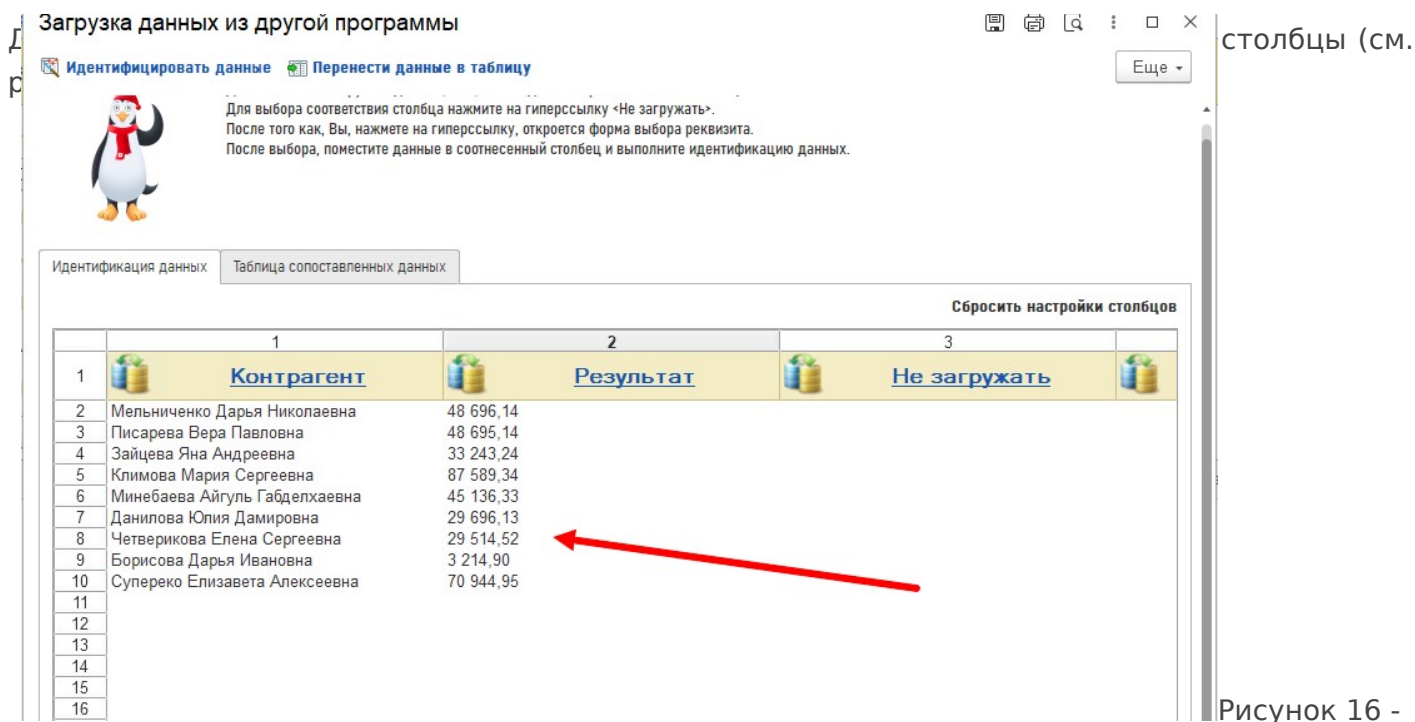 Загрузка данных из другой программы
столбцы (см.
Идентифицировать данные Перенести данные в таблицу Еще
Для выбора соответствия столбца нажмите на гиперссылку <Не загружать>.
После того как, Вы, нажмете на гиперссылку, откроется форма выбора реквизита.
После выбора, поместите данные в соотнесенный столбец и выполните идентификацию данных.
Идентификация данных Таблица сопоставленных данных
Сбросить настройки столбцов
1 2 3
1 Контрагент Результат Не загружать
2 Мельниченко Дарья Николаевна 48 696,14
3 Писарева Вера Павловна 48 695,14
4 Зайцева Яна Андреевна 33 243,24
5 Климова Мария Сергеевна 87 589,34
6 Минебаева Айгуль Габделхаевна 45 136,33
7 Данилова Юлия Дамировна 29 696,13
8 Четверикова Елена Сергеевна 29 514,52
9 Борисова Дарья Ивановна 3 214,90
10 Супереко Елизавета Алексеевна 70 944,95
11
12
13
14
15
16
Рисунок 16 -